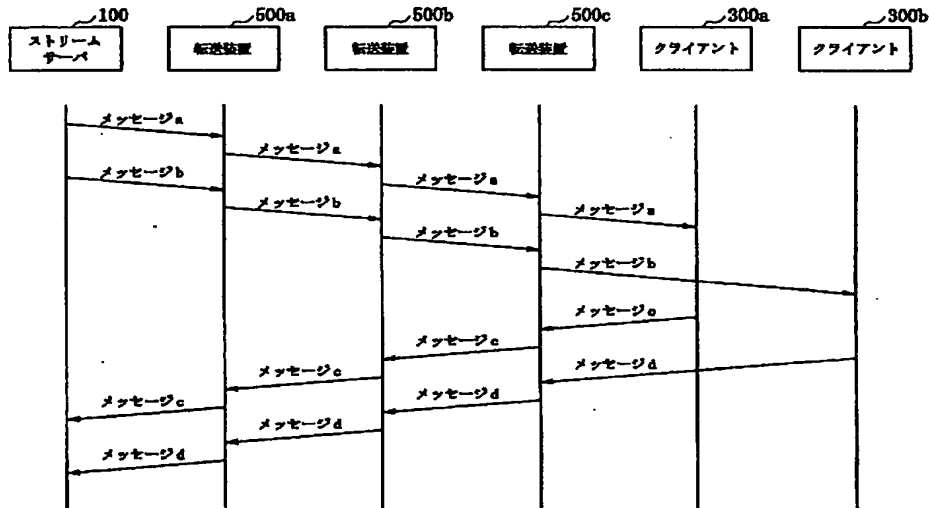 100
500a
500b
500c
300a
300b
ストリーム
サーバ
転送装置
転送装置
転送装置
クライアント
クライアント
メッセージa
メッセージa
メッセージb
メッセージa
メッセージb
メッセージa
メッセージb
メッセージb
メッセージc
メッセージc
メッセージd
メッセージc
メッセージd
メッセージc
メッセージd
メッセージd